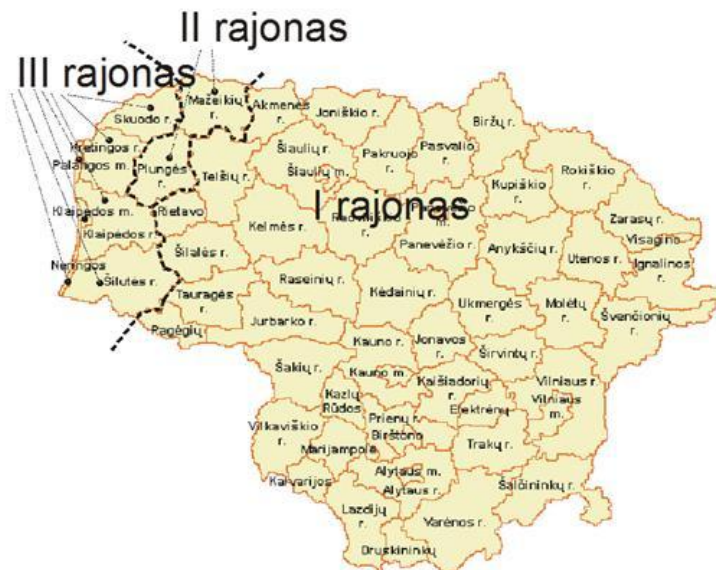 II rajonas
III rajonas
Skuodo r.
Mažeikių
r.
Akmenės
r.
Joniškio r.
Biržų r.
Kretingos r.
Palangos m.
Plungės
r.
Telšių r.
Šiaulių r.
Šiaulių m.
Pakruojo
r.
Pasvalio
r.
Kupiškio
r.
Rokiškio
r.
Zarasų r.
Visagino
Ignalinos
r.
Klaipėdos m.
Klaipėdos r.
Rietavo
Kelmės r.
I rajonas
r.
m.
Panevėžio r.
Anykščių r.
Utenos r.
Neringos
Šilutės r.
Šilalės
r.
Tauragės
r.
Pagėgių
Raseinių r.
Kėdainių r.
Ukmergės
r.
Molėtų
r.
Švenčionių
r.
Jurbarko r.
Kauno r.
Kauno m.
Jonavos
r.
Širvintų
r.
Šakių r.
Kazlų
Rūdos
Kaišiadorių
r.
Elektrėnų
Vilniaus r.
Vilniaus
m.
Vilkaviškio
r.
Prienų r.
Birštono
Marijampolė
Trakų r.
Kalvarijos
Alytaus m.
Alytaus r.
Šalčininkų r.
Lazdijų
r.
Varėnos r.
Druskininkų